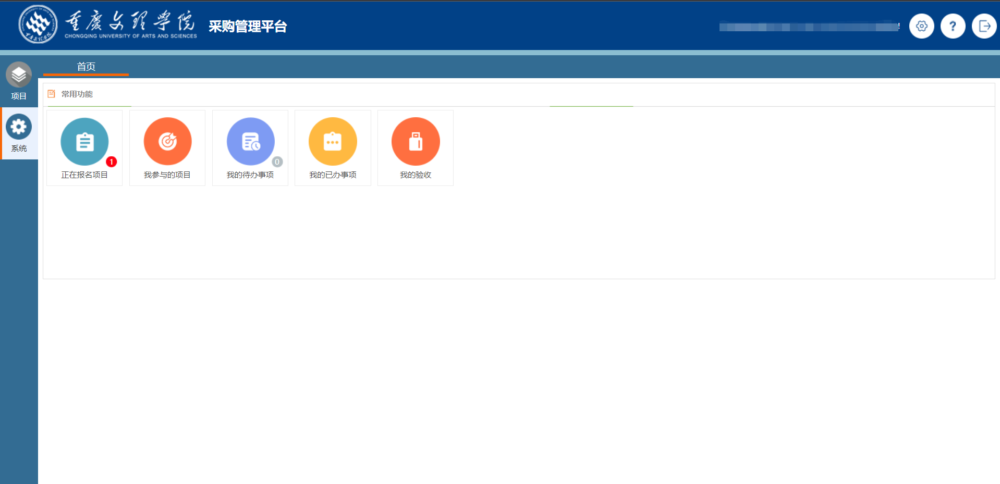 重庆文理学院
CHONGQING UNIVERSITY OF ARTS AND SCIENCES
采购管理平台
!
?
首页
项目
系统
常用功能
1
0
正在报名项目
我参与的项目
我的待办事项
我的已办事项
我的验收